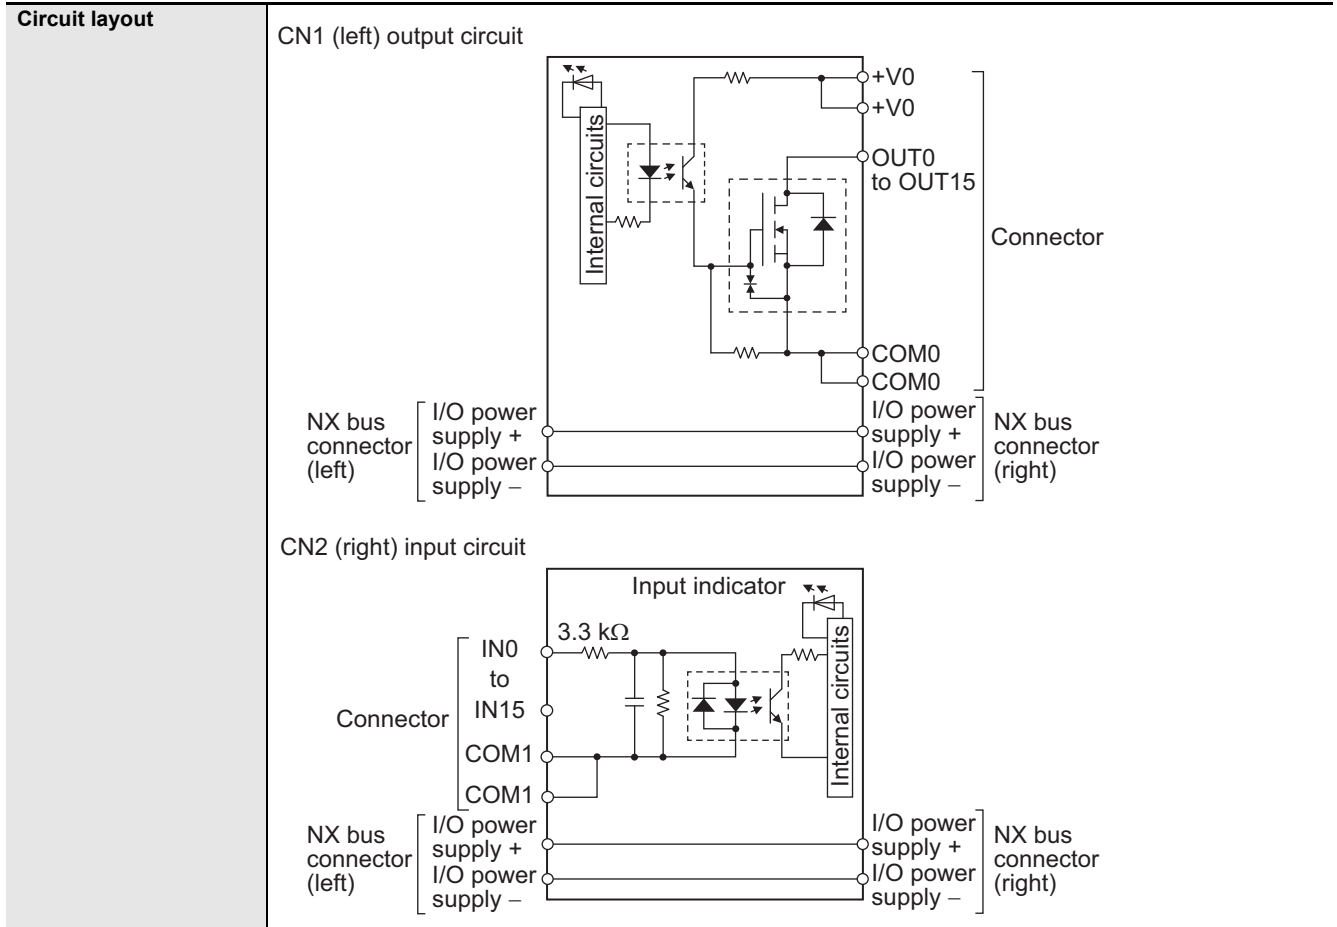 Circuit layout
CN1 (left) output circuit
+V0
+V0
Internal circuits
OUT0
to OUT15
Connector
COM0
COM0
NX bus
connector
(left)
I/O power
supply +
I/O power
supply –
I/O power
supply +
I/O power
supply –
NX bus
connector
(right)
CN2 (right) input circuit
Input indicator
3.3 kΩ
IN0
to
IN15
Connector
COM1
COM1
Internal circuits
NX bus
connector
(left)
I/O power
supply +
I/O power
supply –
I/O power
supply +
I/O power
supply –
NX bus
connector
(right)